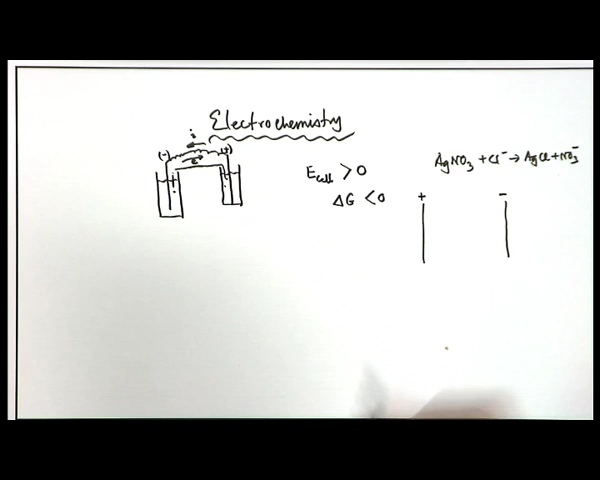 Electrochemistry
i
(-) (+)
e
E_cell > 0
ΔG < 0
AgNO₃ + Cl⁻ → AgCl + NO₃⁻
+ -